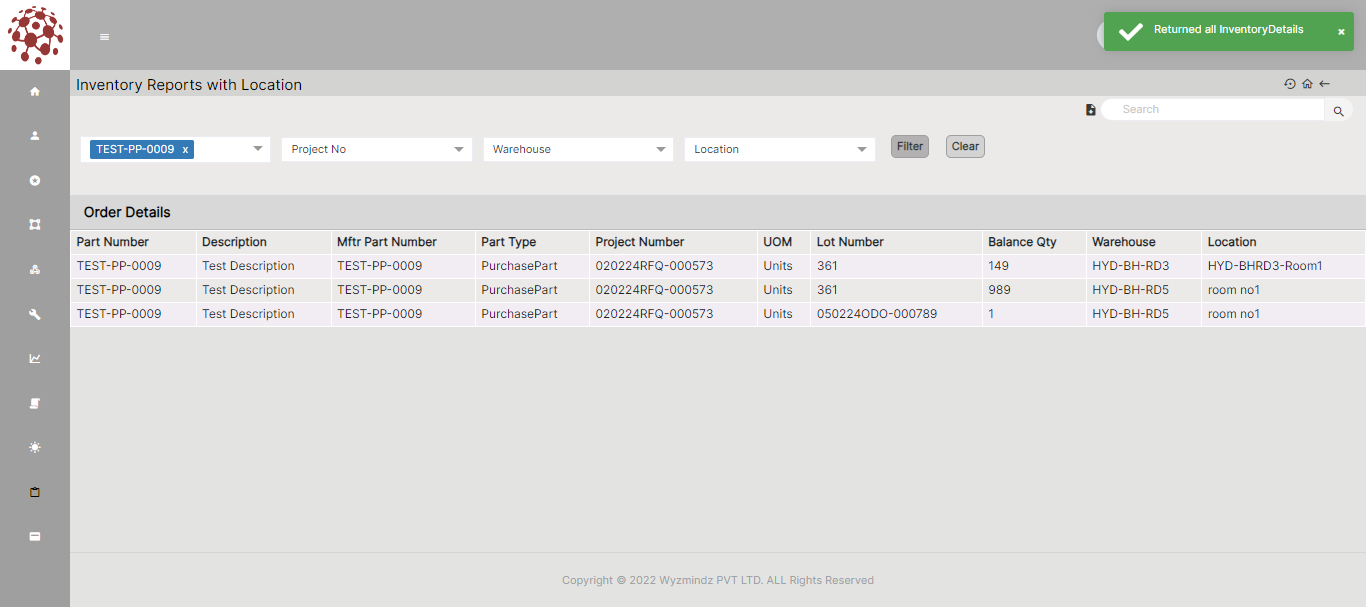 Returned all InventoryDetails ×
Inventory Reports with Location
Search
TEST-PP-0009 x Project No Warehouse Location Filter Clear
Order Details
Part Number Description Mftr Part Number Part Type Project Number UOM Lot Number Balance Qty Warehouse Location
TEST-PP-0009 Test Description TEST-PP-0009 PurchasePart 020224RFQ-000573 Units 361 149 HYD-BH-RD3 HYD-BHRD3-Room1
TEST-PP-0009 Test Description TEST-PP-0009 PurchasePart 020224RFQ-000573 Units 361 989 HYD-BH-RD5 room no1
TEST-PP-0009 Test Description TEST-PP-0009 PurchasePart 020224RFQ-000573 Units 050224ODO-000789 1 HYD-BH-RD5 room no1
Copyright © 2022 Wyzmindz PVT LTD. ALL Rights Reserved